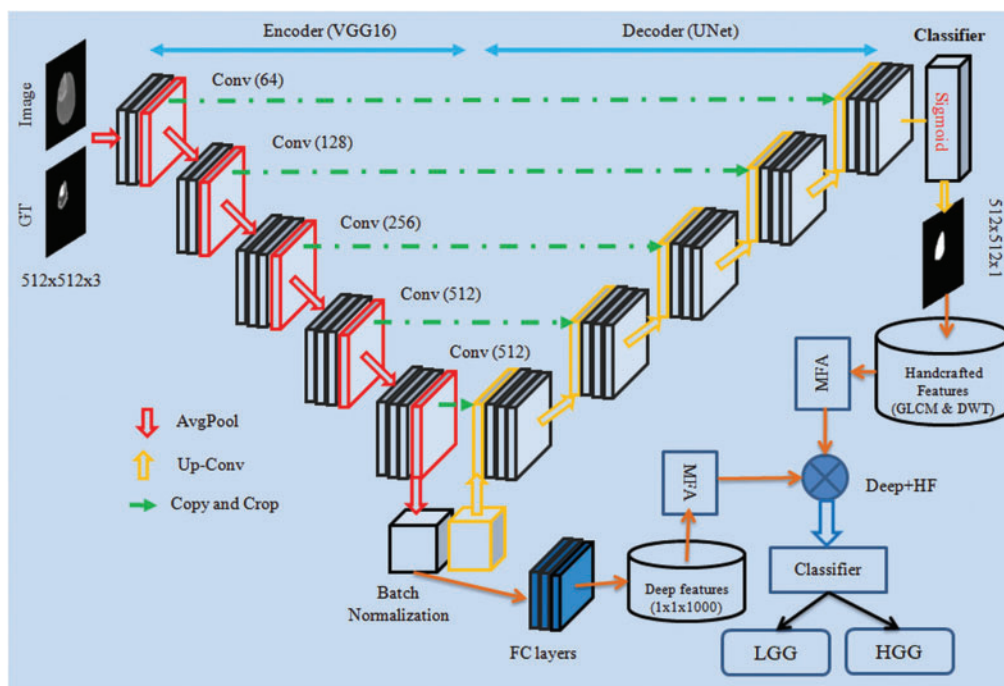 Encoder (VGG16)
Decoder (UNet)
Classifier
Image
GT
512x512x3
Conv (64)
Conv (128)
Conv (256)
Conv (512)
Conv (512)
Sigmoid
512x512x1
Handcrafted
Features
(GLCM & DWT)
MFA
Deep+HF
Classifier
LGG
HGG
AvgPool
Up-Conv
Copy and Crop
Batch
Normalization
FC layers
Deep features
(1x1x1000)
MFA